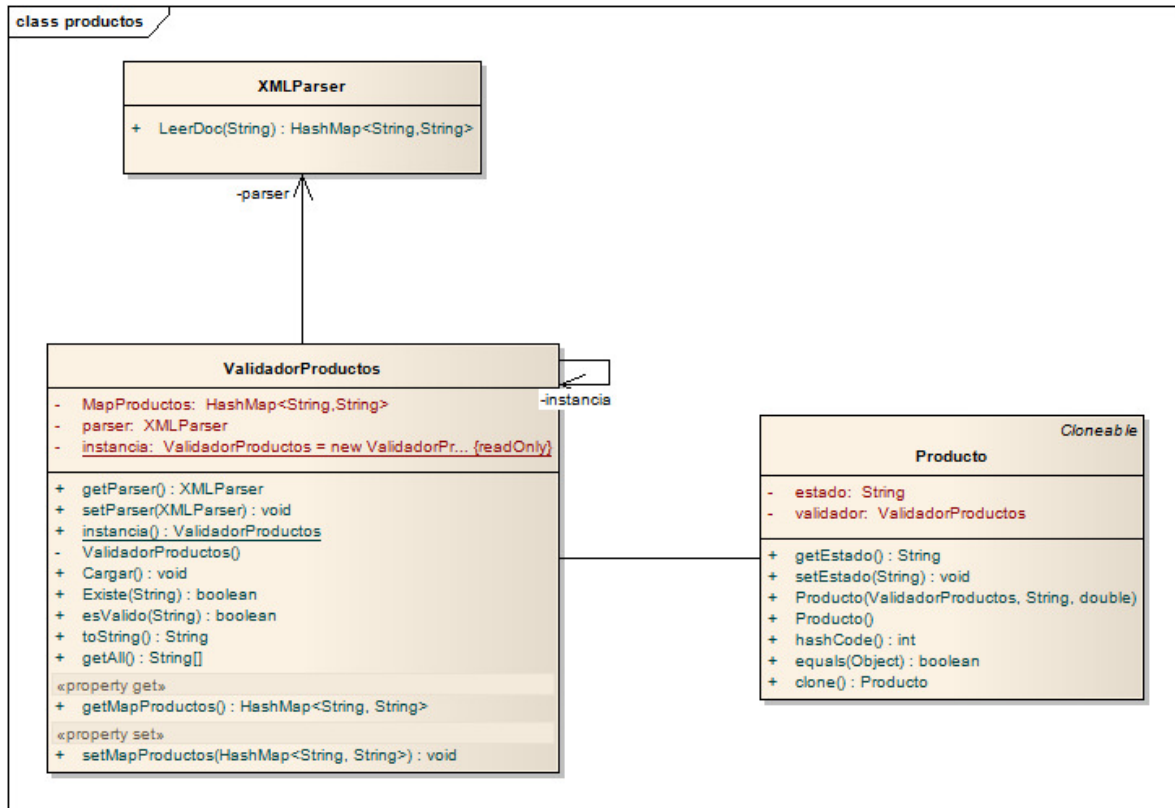 class productos
XMLParser
+ LeerDoc(String) : HashMap<String,String>
-parser
ValidadorProductos
- MapProductos: HashMap<String,String>
- parser: XMLParser
- instancia: ValidadorProductos = new ValidadorPr... {readOnly}
+ getParser() : XMLParser
+ setParser(XMLParser) : void
+ instancia() : ValidadorProductos
- ValidadorProductos()
+ Cargar() : void
+ Existe(String) : boolean
+ esValido(String) : boolean
+ toString() : String
+ getAll() : String[]
«property get»
+ getMapProductos() : HashMap<String, String>
«property set»
+ setMapProductos(HashMap<String, String>) : void
-instancia
Cloneable
Producto
- estado: String
- validador: ValidadorProductos
+ getEstado() : String
+ setEstado(String) : void
+ Producto(ValidadorProductos, String, double)
+ Producto()
+ hashCode() : int
+ equals(Object) : boolean
+ clone() : Producto